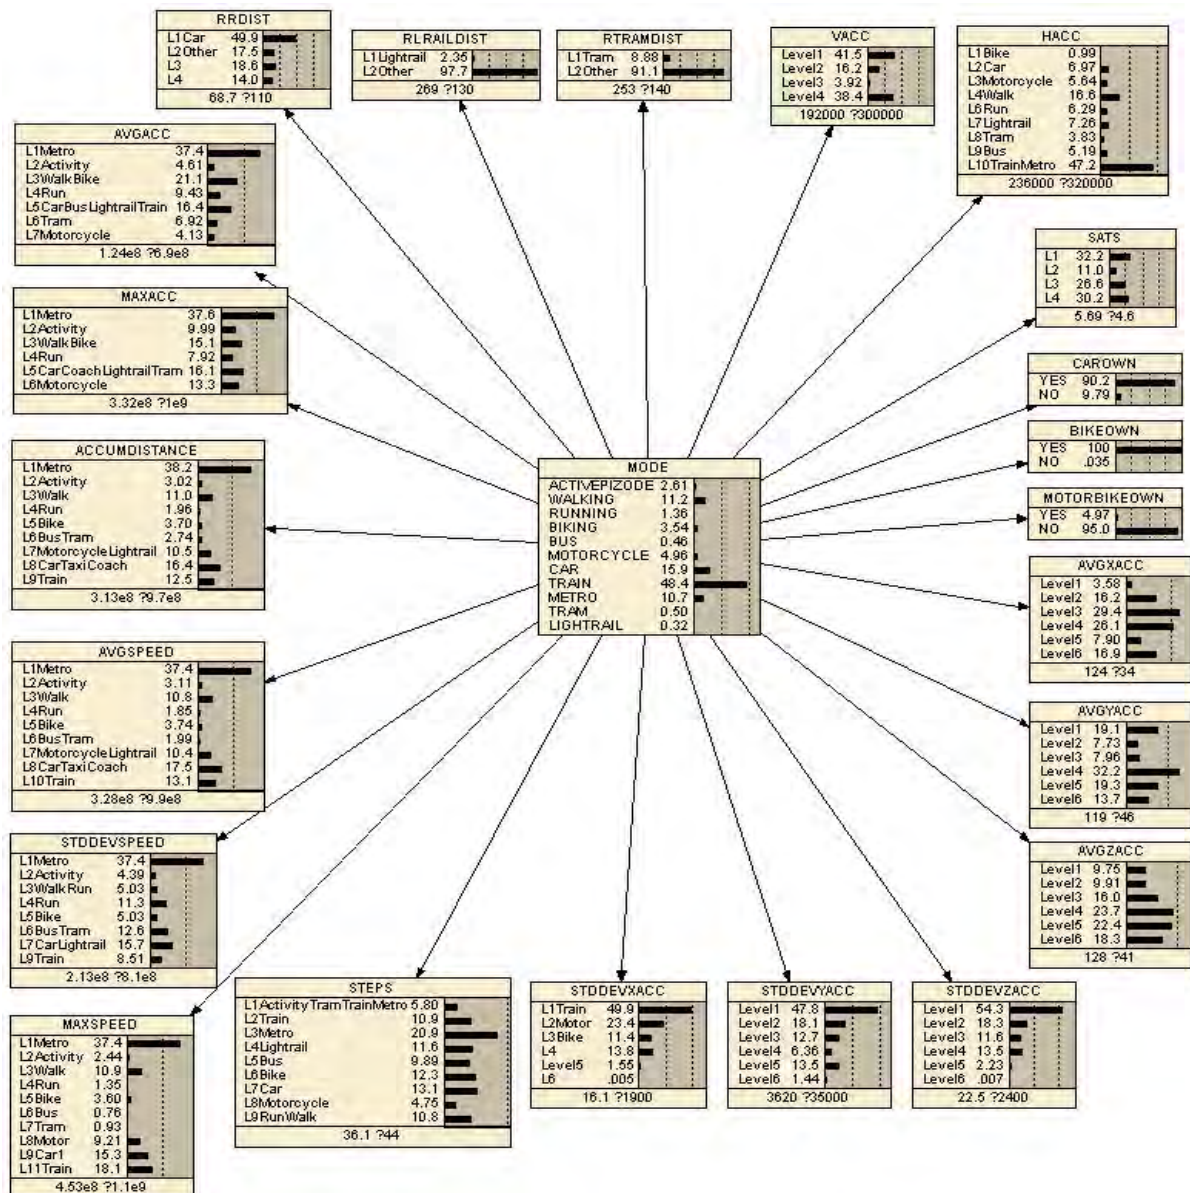 RRDIST
L1Car 49.9
L2Other 17.5
L3 18.6
L4 14.0
68.7 ?110
RLRAILDIST
L1Lightrail 2.35
L2Other 97.7
269 ?130
RTRAMDIST
L1Tram 8.88
L2Other 91.1
253 ?140
VACC
Level1 41.5
Level2 16.2
Level3 3.92
Level4 38.4
192000 ?300000
HACC
L1Bike 0.99
L2Car 6.97
L3Motorcycle 5.64
L4Walk 16.6
L6Run 6.29
L7Lightrail 7.26
L8Tram 3.83
L9Bus 5.19
L10TrainMetro 47.2
236000 ?320000
AVGACC
L1Metro 37.4
L2Activity 4.61
L3WalkBike 21.1
L4Run 9.43
L5CarBusLightrailTrain 16.4
L6Tram 6.92
L7Motorcycle 4.13
1.24e8 ?6.9e8
SATS
L1 32.2
L2 11.0
L3 26.6
L4 30.2
5.69 ?4.6
MAXACC
L1Metro 37.6
L2Activity 9.99
L3WalkBike 15.1
L4Run 7.92
L5CarCoachLightrailTram 16.1
L6Motorcycle 13.3
3.32e8 ?1e9
CAROWN
YES 90.2
NO 9.79
BIKEOWN
YES 100
NO .035
MOTORBIKEOWN
YES 4.97
NO 95.0
ACCUMDISTANCE
L1Metro 38.2
L2Activity 3.02
L3Walk 11.0
L4Run 1.96
L5Bike 3.70
L6BusTram 2.74
L7MotorcycleLightrail 10.5
L8CarTaxiCoach 16.4
L9Train 12.5
3.13e8 ?9.7e8
MODE
ACTIVEPIZODE 2.61
WALKING 11.2
RUNNING 1.36
BIKING 3.54
BUS 0.46
MOTORCYCLE 4.96
CAR 15.9
TRAIN 48.4
METRO 10.7
TRAM 0.50
LIGHTRAIL 0.32
AVGXACC
Level1 3.58
Level2 16.2
Level3 29.4
Level4 26.1
Level5 7.90
Level6 16.9
124 ?34
AVGSPEED
L1Metro 37.4
L2Activity 3.11
L3Walk 10.8
L4Run 1.85
L5Bike 3.74
L6BusTram 1.99
L7MotorcycleLightrail 10.4
L8CarTaxiCoach 17.5
L10Train 13.1
3.28e8 ?9.9e8
AVGYACC
Level1 19.1
Level2 7.73
Level3 7.96
Level4 32.2
Level5 19.3
Level6 13.7
119 ?46
STDDEVSPEED
L1Metro 37.4
L2Activity 4.39
L3WalkRun 5.03
L4Run 11.3
L5Bike 5.03
L6BusTram 12.6
L7CarLightrail 15.7
L9Train 8.51
2.13e8 ?8.1e8
AVGZACC
Level1 9.75
Level2 9.91
Level3 16.0
Level4 23.7
Level5 22.4
Level6 18.3
128 ?41
MAXSPEED
L1Metro 37.4
L2Activity 2.44
L3Walk 10.9
L4Run 1.35
L5Bike 3.60
L6Bus 0.76
L7Tram 0.93
L8Motor 9.21
L9Car1 15.3
L11Train 18.1
4.53e8 ?1.1e9
STEPS
L1ActivityTramTrainMetro 5.80
L2Train 10.9
L3Metro 20.9
L4Lightrail 11.6
L5Bus 9.89
L6Bike 12.3
L7Car 13.1
L8Motorcycle 4.75
L9RunWalk 10.8
36.1 ?44
STDDEVXACC
L1Train 49.9
L2Motor 23.4
L3Bike 11.4
L4 13.8
Level5 1.55
L6 .005
16.1 ?1900
STDDEVYACC
Level1 47.8
Level2 18.1
Level3 12.7
Level4 6.36
Level5 13.5
Level6 1.44
3620 ?35000
STDDEVZACC
Level1 54.3
Level2 18.3
Level3 11.6
Level4 13.5
Level5 2.23
Level6 .007
22.5 ?2400